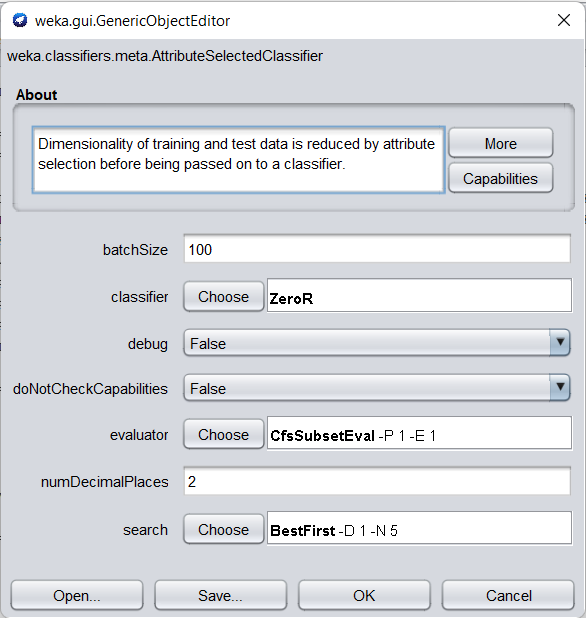 weka.gui.GenericObjectEditor
weka.classifiers.meta.AttributeSelectedClassifier
About
Dimensionality of training and test data is reduced by attribute
selection before being passed on to a classifier.
More
Capabilities
batchSize 100
classifier Choose ZeroR
debug False
doNotCheckCapabilities False
evaluator Choose CfsSubsetEval -P 1 -E 1
numDecimalPlaces 2
search Choose BestFirst -D 1 -N 5
Open... Save... OK Cancel